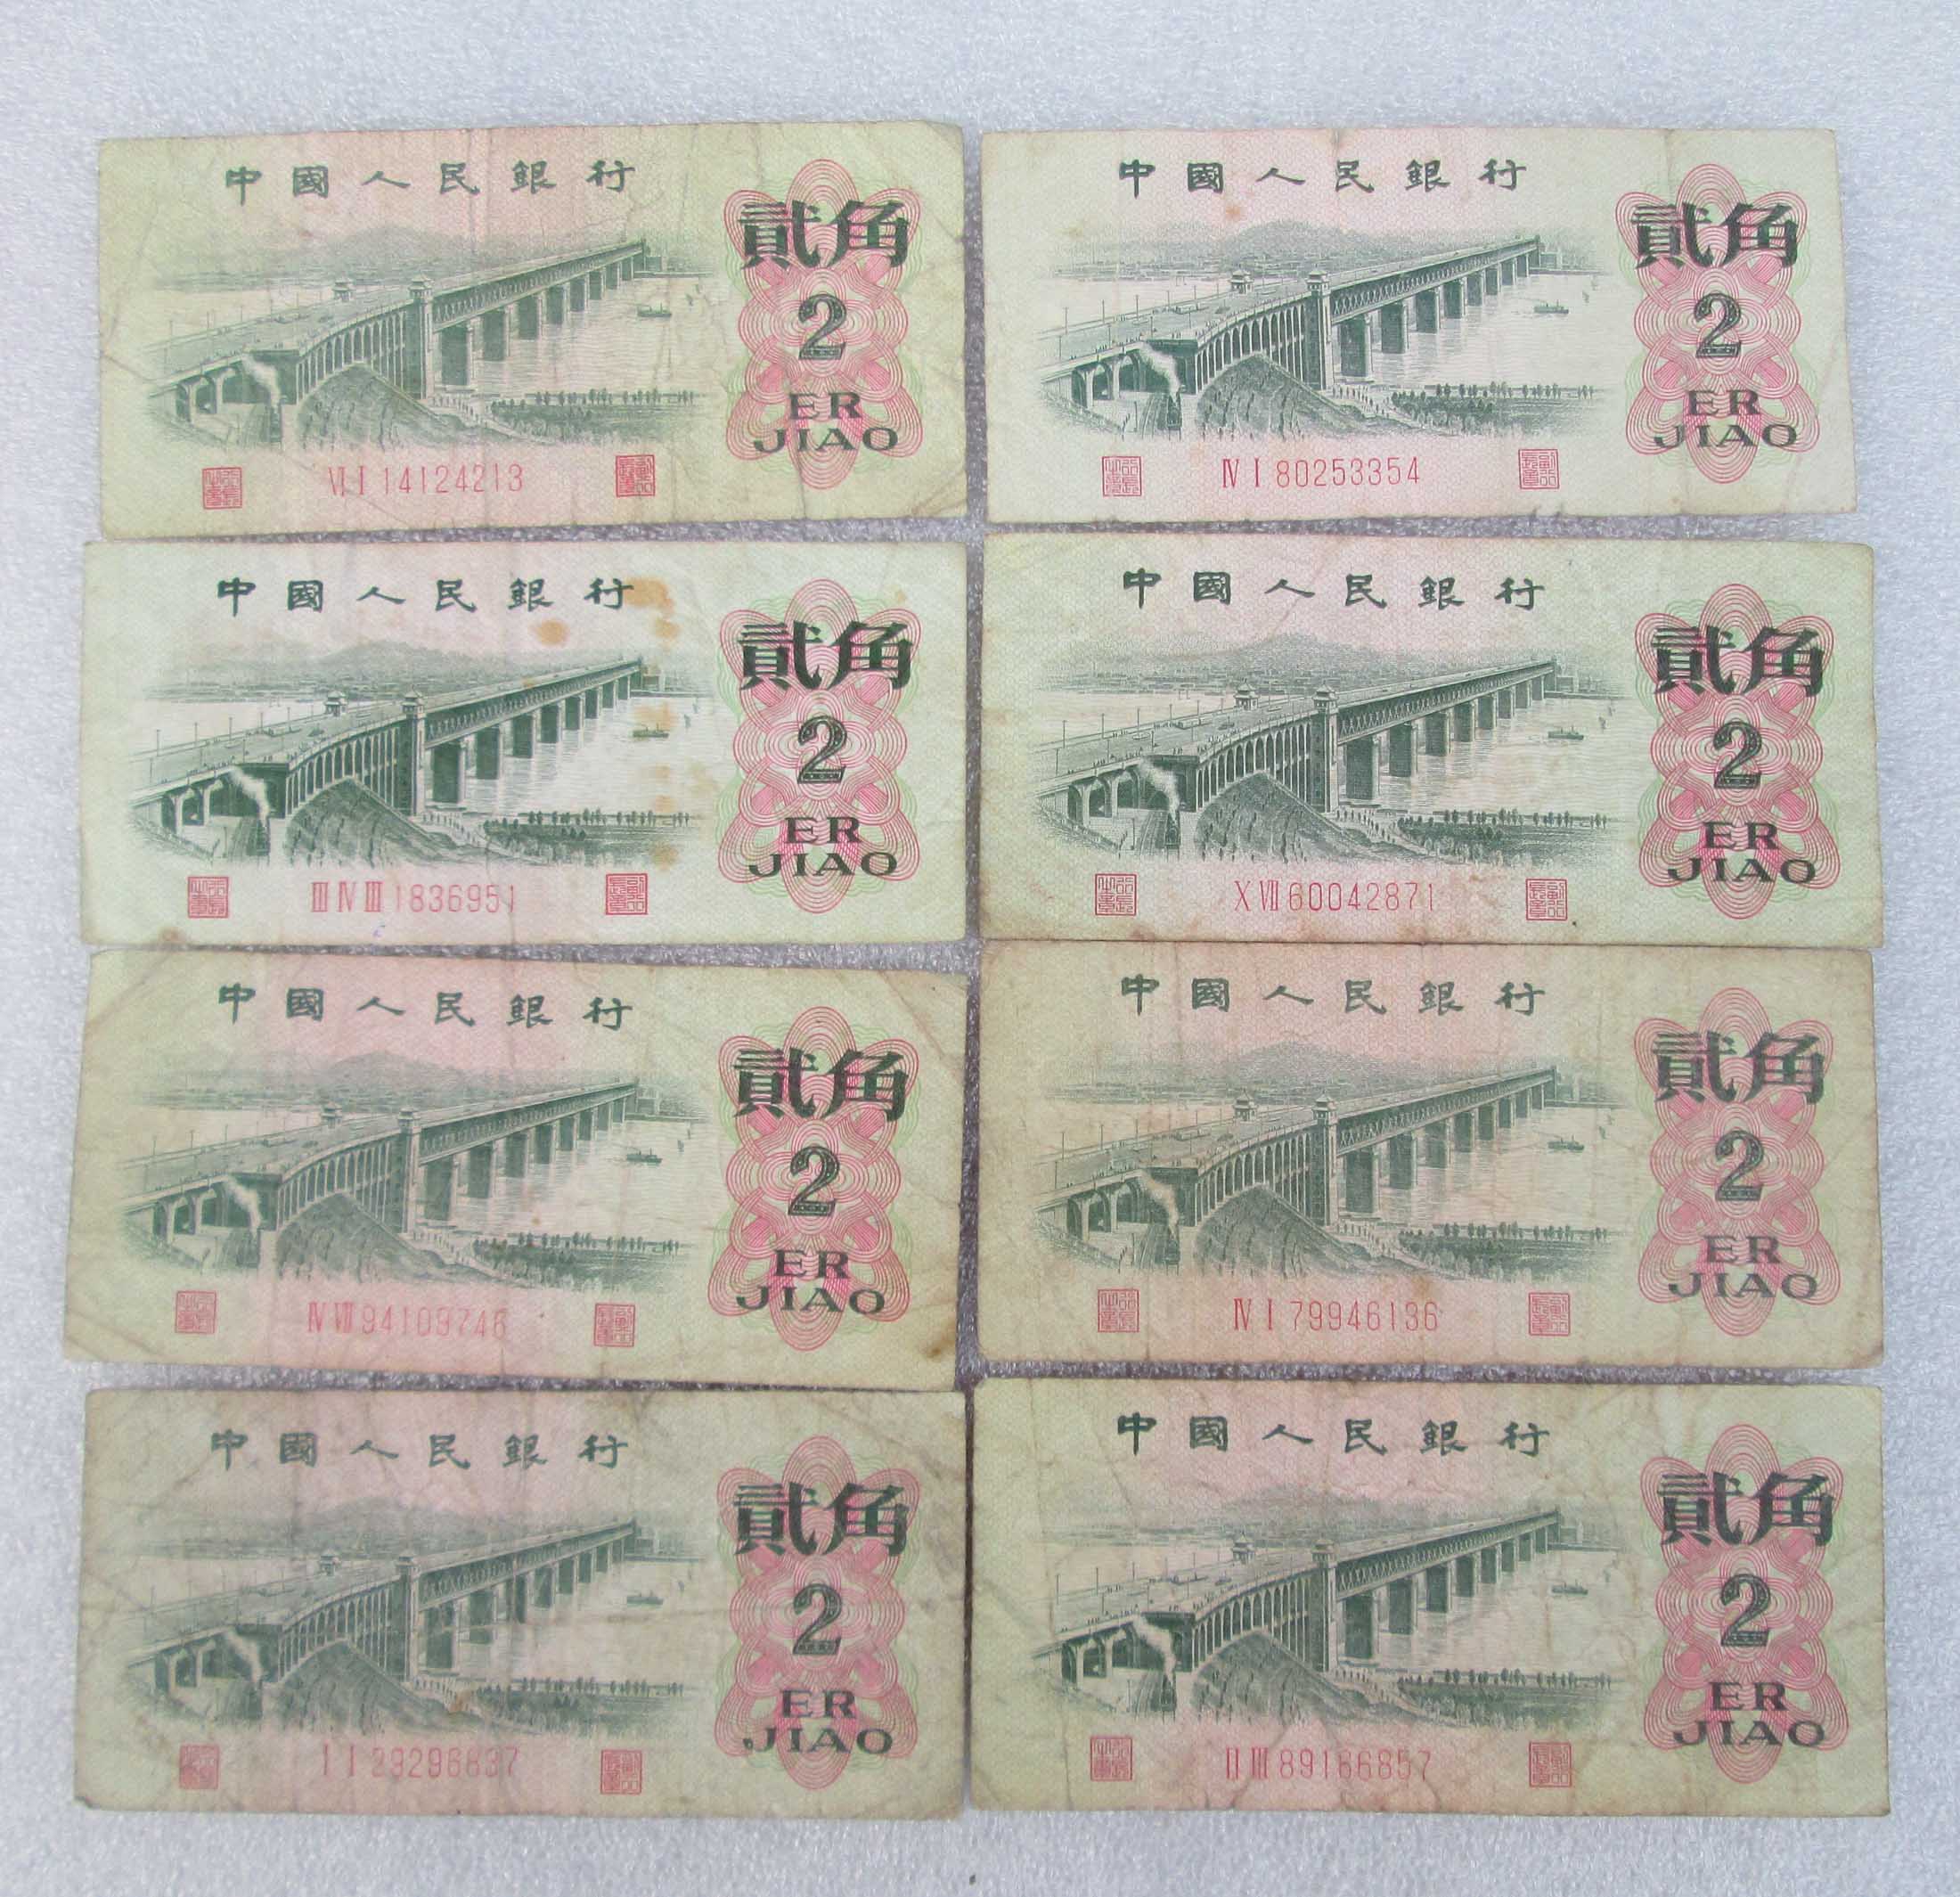 中國人民銀行
貳角
2
ER
JIAO
VI I 14124213
中國人民銀行
貳角
2
ER
JIAO
IV I 80253354
中國人民銀行
貳角
2
ER
JIAO
III IV III 1836951
中國人民銀行
貳角
2
ER
JIAO
X VII 60042871
中國人民銀行
貳角
2
ER
JIAO
IV VII 94109746
中國人民銀行
貳角
2
ER
JIAO
IV I 79946136
中國人民銀行
貳角
2
ER
JIAO
I I 29296837
中國人民銀行
貳角
2
ER
JIAO
II III 89186857